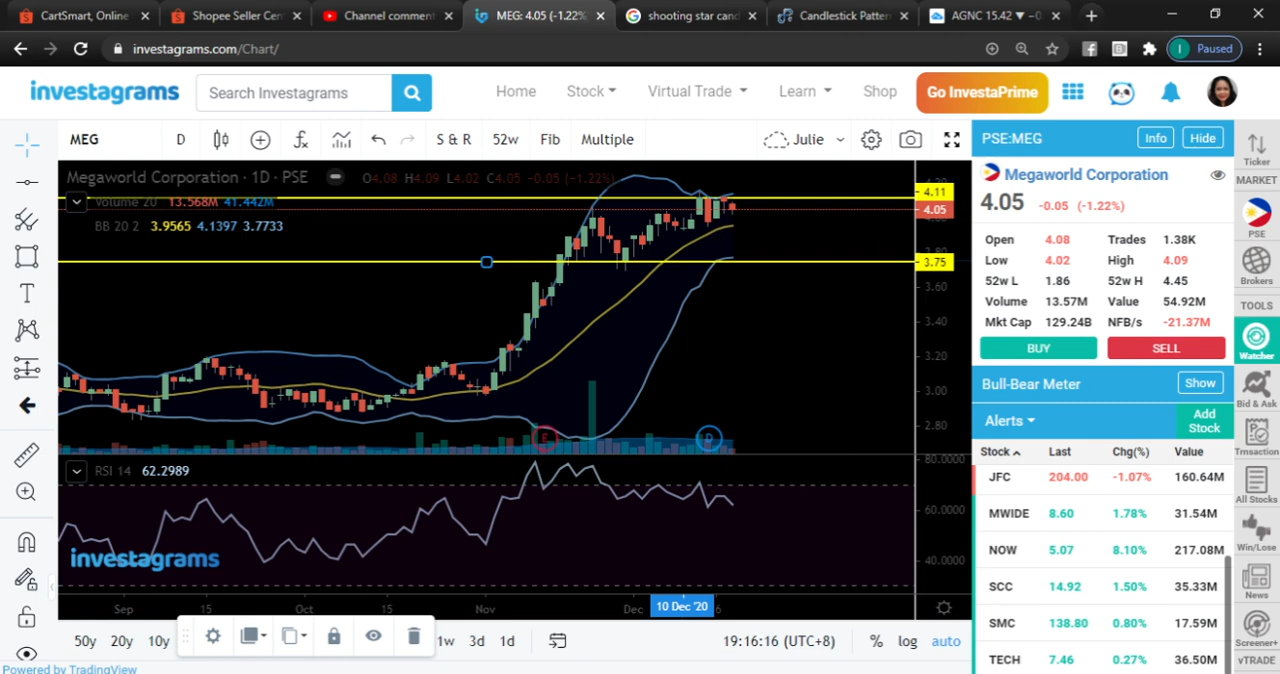 CartSmart, Online
Shopee Seller Cen
Channel comment
MEG: 4.05 (-1.22%
shooting star cand
Candlestick Pattern
AGNC 15.42 ▼ −0
investagrams.com/Chart/
Paused
investagrams
Search Investagrams
Home
Stock
Virtual Trade
Learn
Shop
Go InvestaPrime
MEG
D
S & R
52w
Fib
Multiple
Julie
Megaworld Corporation · 1D · PSE
O4.08 H4.09 L4.02 C4.05 -0.05 (-1.22%)
Volume 20 13.568M 41.442M
BB 20 2 3.9565 4.1397 3.7733
4.11
4.05
3.75
3.60
3.40
3.20
3.00
2.80
E
D
RSI 14 62.2989
80.0000
60.0000
40.0000
investagrams
Sep
15
Oct
15
Nov
Dec
10 Dec '20
6
50y
20y
10y
1w
3d
1d
19:16:16 (UTC+8)
%
log
auto
Powered by TradingView
PSE:MEG
Info
Hide
Megaworld Corporation
4.05 -0.05 (-1.22%)
Open 4.08 Trades 1.38K
Low 4.02 High 4.09
52w L 1.86 52w H 4.45
Volume 13.57M Value 54.92M
Mkt Cap 129.24B NFB/s -21.37M
BUY
SELL
Bull-Bear Meter
Show
Alerts
Add
Stock
Stock Last Chg(%) Value
JFC 204.00 -1.07% 160.64M
MWIDE 8.60 1.78% 31.54M
NOW 5.07 8.10% 217.08M
SCC 14.92 1.50% 35.33M
SMC 138.80 0.80% 17.59M
TECH 7.46 0.27% 36.50M
Ticker
MARKET
PSE
Brokers
TOOLS
Watcher
Bid & Ask
Trnsaction
All Stocks
Win/Lose
News
Screener+
vTRADE